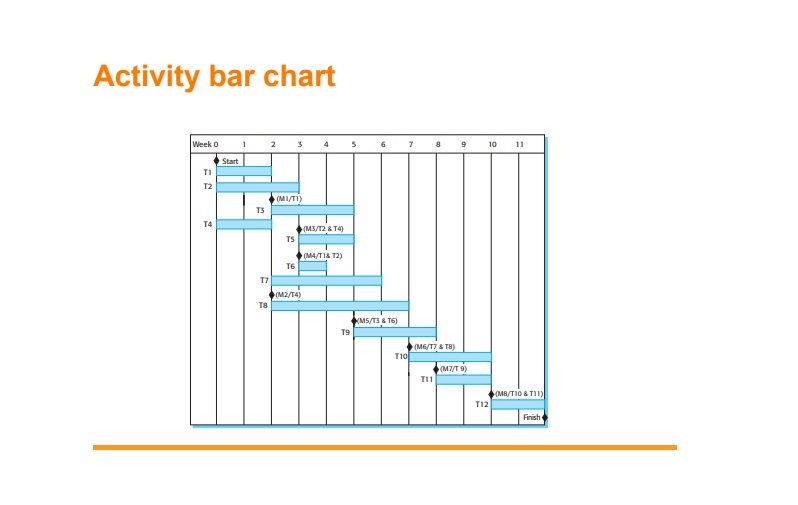 Activity bar chart
Week 0 1 2 3 4 5 6 7 8 9 10 11
Start
T1
T2
(M1/T1)
T3
T4
(M3/T2 & T4)
T5
(M4/T1& T2)
T6
T7
(M2/T4)
T8
(M5/T3 & T6)
T9
(M6/T7 & T8)
T10
(M7/T 9)
T11
(M8/T10 & T11)
T12
Finish